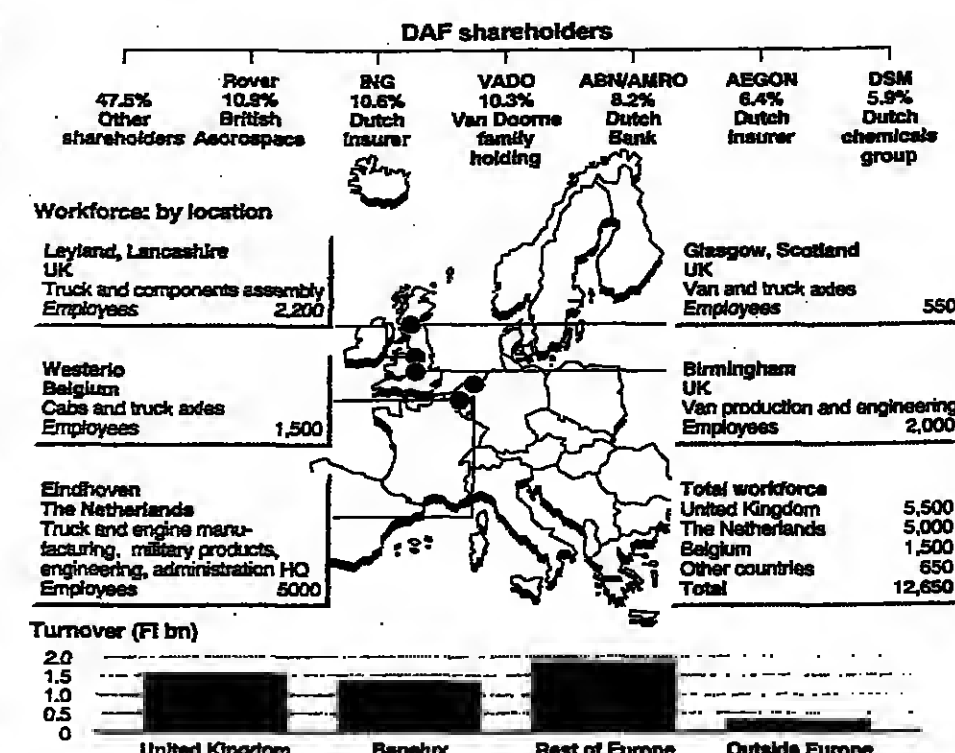 DAF shareholders
47.5%
Other
shareholders
Rover
10.9%
British
Aerospace
ING
10.6%
Dutch
insurer
VADO
10.3%
Van Doorne
family
holding
ABN/AMRO
8.2%
Dutch
Bank
AEGON
6.4%
Dutch
insurer
DSM
5.9%
Dutch
chemicals
group
Workforce: by location
Leyland, Lancashire
UK
Truck and components assembly
Employees 2,200
Glasgow, Scotland
UK
Van and truck axles
Employees 550
Westerlo
Belgium
Cabs and truck axles
Employees 1,500
Birmingham
UK
Van production and engineering
Employees 2,000
Eindhoven
The Netherlands
Truck and engine manu-
facturing, military products,
engineering, administration HQ
Employees 5000
Total workforce
United Kingdom 5,500
The Netherlands 5,000
Belgium 1,500
Other countries 650
Total 12,650
Turnover (Fl bn)
2.0
1.5
1.0
0.5
0
United Kingdom
Benelux
Rest of Europe
Outside Europe